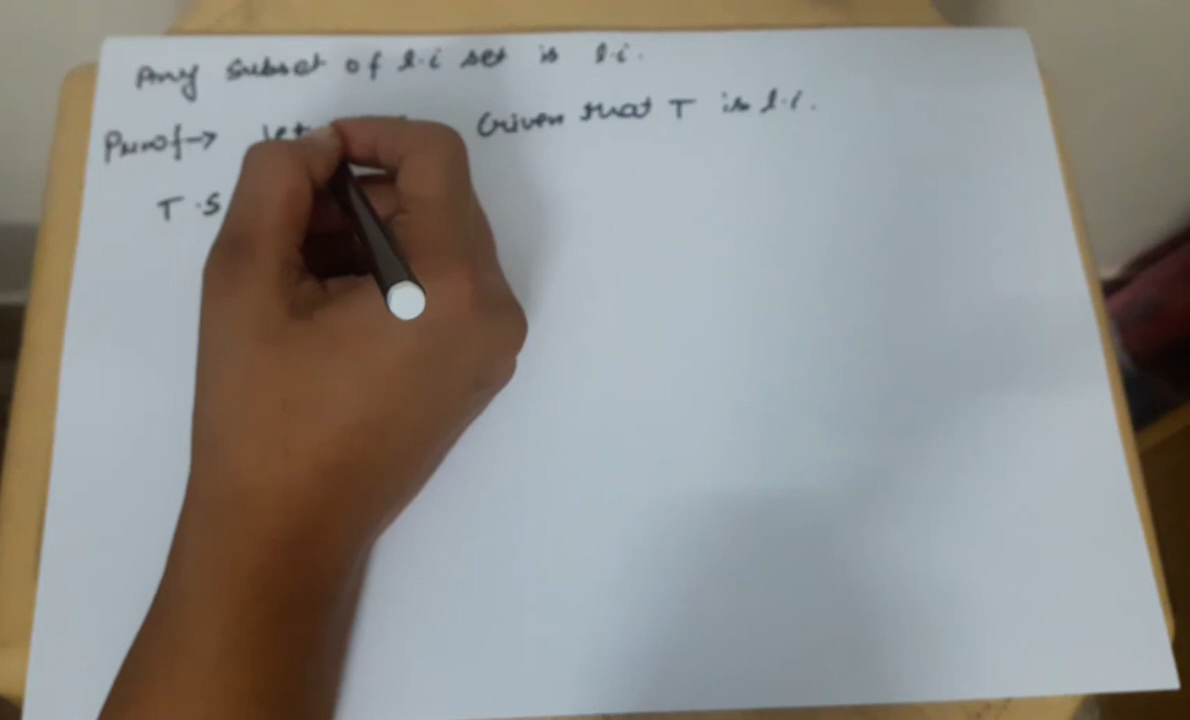 Any subset of l.i set is l.i.
Proof→ let Given that T is l.i.
T.S